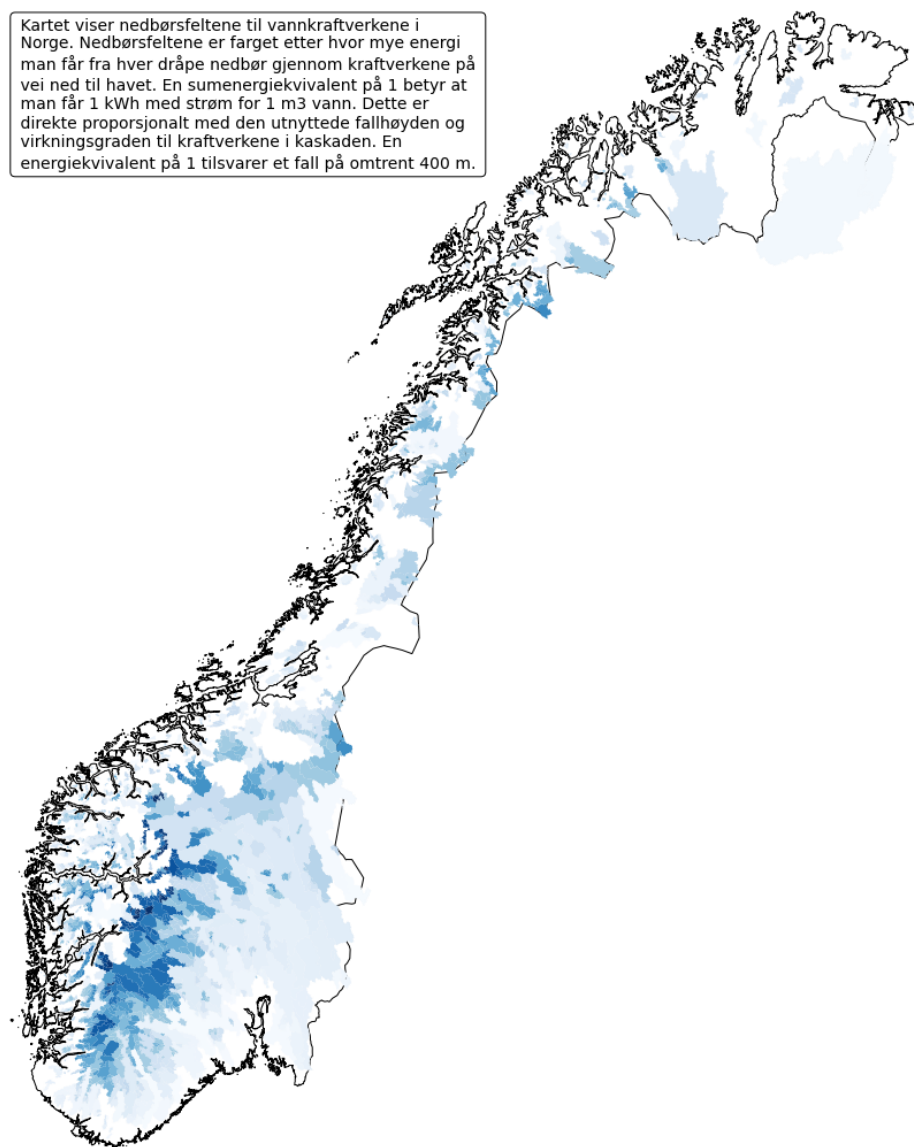 Kartet viser nedbørsfeltene til vannkraftverkene i
Norge. Nedbørsfeltene er farget etter hvor mye energi
man får fra hver dråpe nedbør gjennom kraftverkene på
vei ned til havet. En sumenergiekvivalent på 1 betyr at
man får 1 kWh med strøm for 1 m3 vann. Dette er
direkte proporsjonalt med den utnyttede fallhøyden og
virkningsgraden til kraftverkene i kaskaden. En
energiekvivalent på 1 tilsvarer et fall på omtrent 400 m.